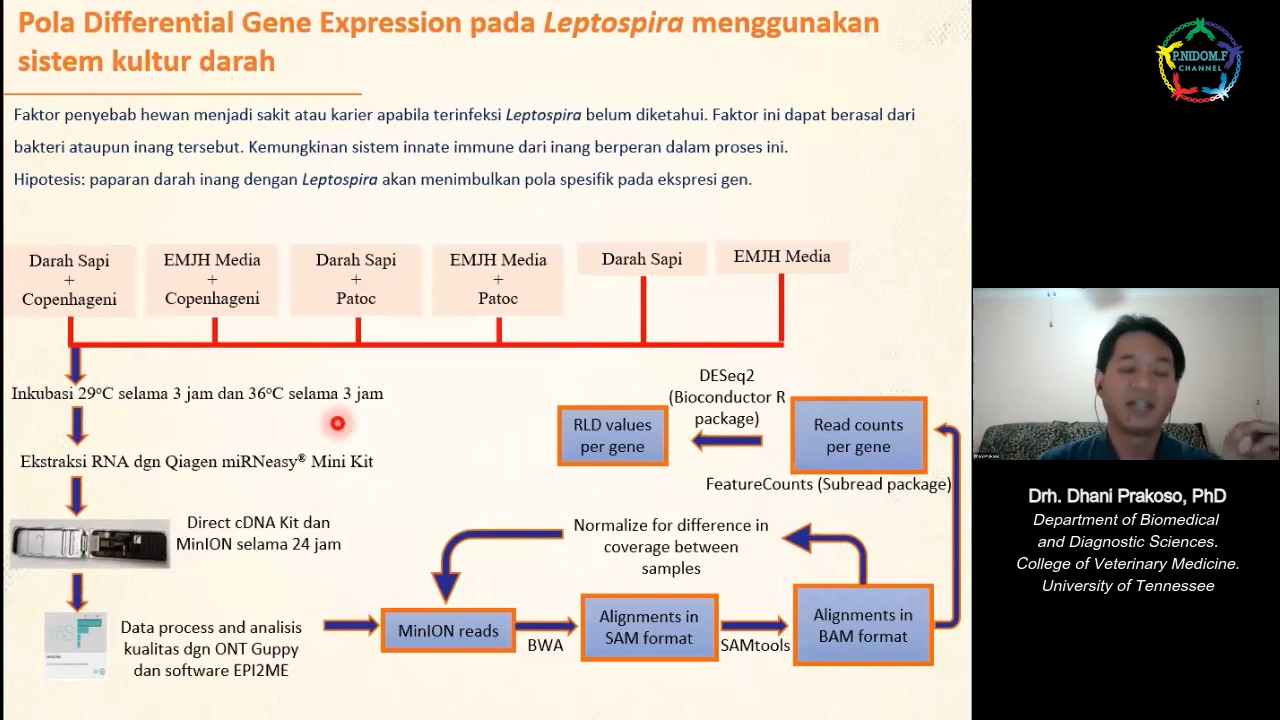 Pola Differential Gene Expression pada Leptospira menggunakan
sistem kultur darah
Faktor penyebab hewan menjadi sakit atau karier apabila terinfeksi Leptospira belum diketahui. Faktor ini dapat berasal dari
bakteri ataupun inang tersebut. Kemungkinan sistem innate immune dari inang berperan dalam proses ini.
Hipotesis: paparan darah inang dengan Leptospira akan menimbulkan pola spesifik pada ekspresi gen.
Darah Sapi
+
Copenhageni
EMJH Media
+
Copenhageni
Darah Sapi
+
Patoc
EMJH Media
+
Patoc
Darah Sapi
EMJH Media
Inkubasi 29°C selama 3 jam dan 36°C selama 3 jam
Ekstraksi RNA dgn Qiagen miRNeasy® Mini Kit
Direct cDNA Kit dan
MinION selama 24 jam
Data process and analisis
kualitas dgn ONT Guppy
dan software EPI2ME
MinION reads
BWA
Alignments in
SAM format
SAMtools
Alignments in
BAM format
Normalize for difference in
coverage between
samples
FeatureCounts (Subread package)
Read counts
per gene
DESeq2
(Bioconductor R
package)
RLD values
per gene
P.NIDOM.F
CHANNEL
Drh. Dhani Prakoso, PhD
Department of Biomedical
and Diagnostic Sciences.
College of Veterinary Medicine.
University of Tennessee